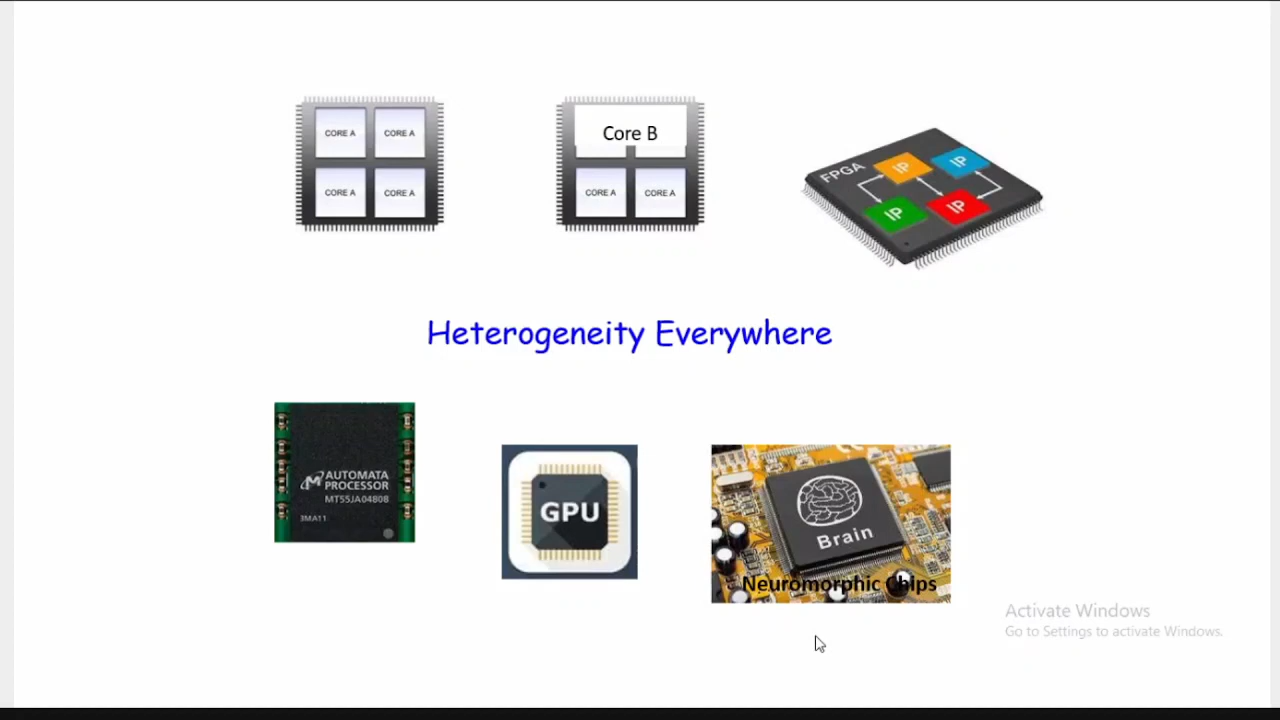 CORE A CORE A
CORE A CORE A
Core B
CORE A CORE A
FPGA IP IP
IP IP
Heterogeneity Everywhere
AUTOMATA
PROCESSOR
MT55JA04808
3MA11
GPU
Brain
Neuromorphic Chips
Activate Windows
Go to Settings to activate Windows.